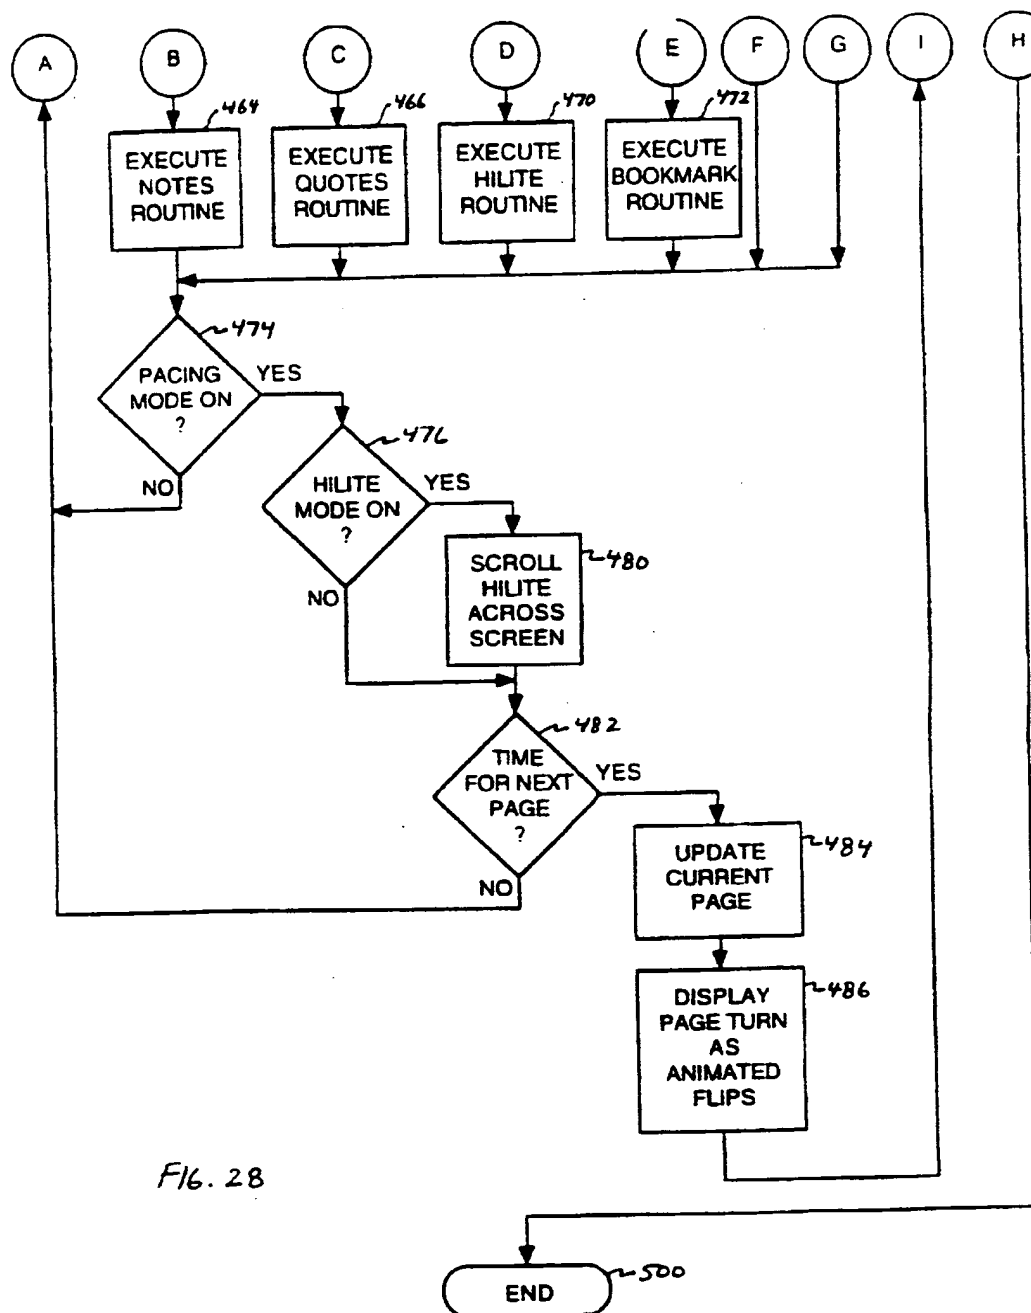 A
B
C
D
E
F
G
I
H
464
466
470
472
EXECUTE
NOTES
ROUTINE
EXECUTE
QUOTES
ROUTINE
EXECUTE
HILITE
ROUTINE
EXECUTE
BOOKMARK
ROUTINE
474
PACING
MODE ON
?
YES
NO
476
HILITE
MODE ON
?
YES
NO
480
SCROLL
HILITE
ACROSS
SCREEN
482
TIME
FOR NEXT
PAGE
?
YES
NO
484
UPDATE
CURRENT
PAGE
486
DISPLAY
PAGE TURN
AS
ANIMATED
FLIPS
FIG. 28
END
500